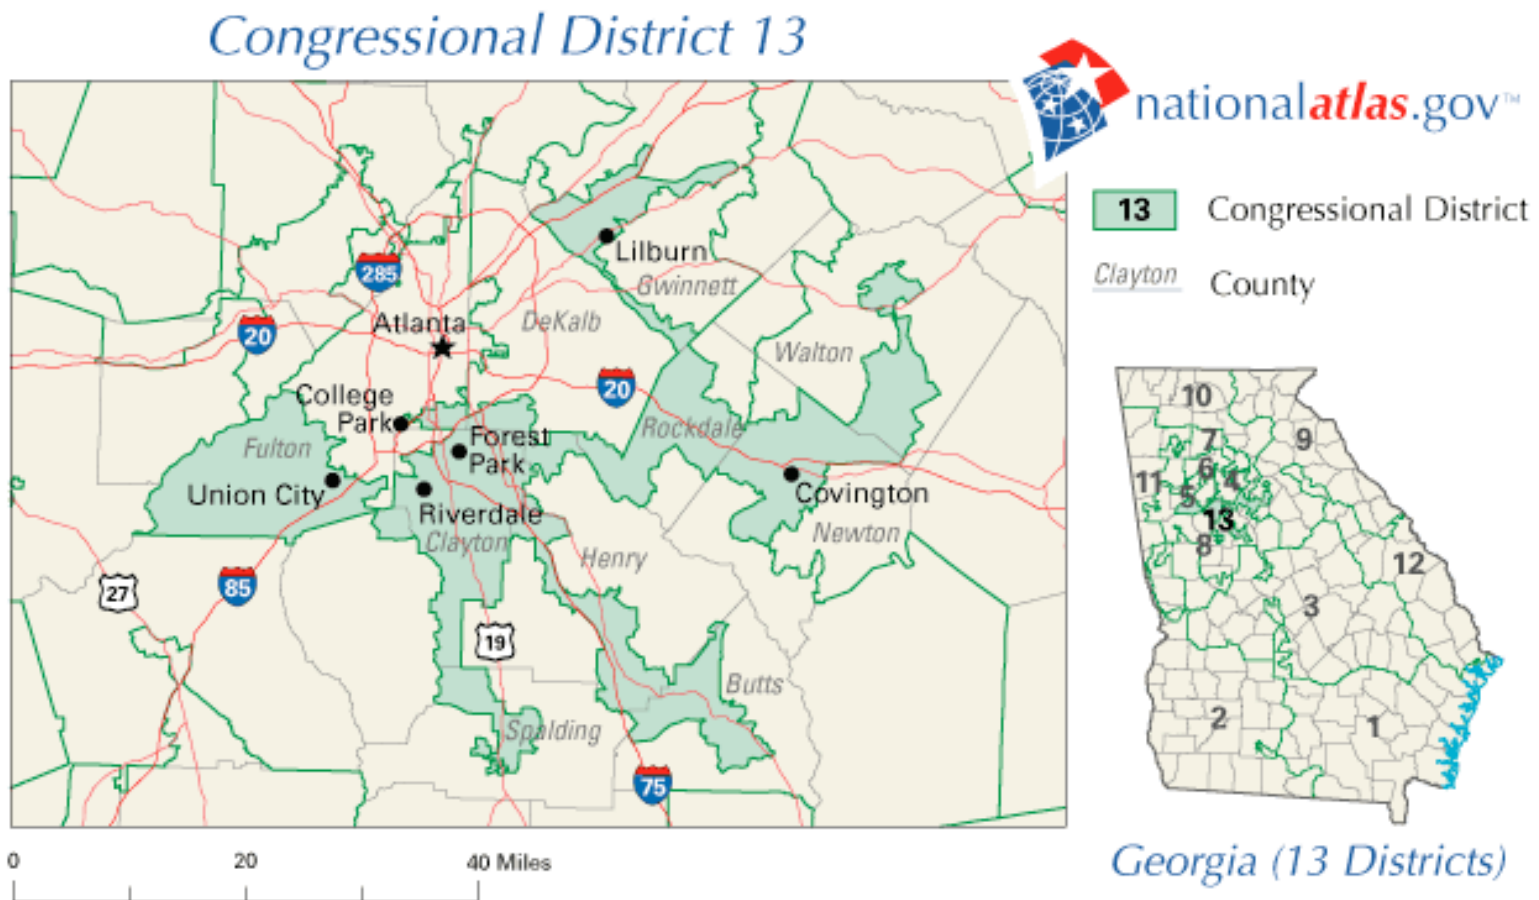 Congressional District 13
nationalatlas.gov™
13 Congressional District
Clayton County
Lilburn
Gwinnett
285
20
Atlanta
DeKalb
Walton
College
Park
20
Fulton
Forest
Park
Rockdale
Union City
Covington
Riverdale
Clayton
Newton
Henry
27
85
19
Butts
Spalding
75
0 20 40 Miles
10
7
9
6
11
4
5
13
8
12
3
2
1
Georgia (13 Districts)